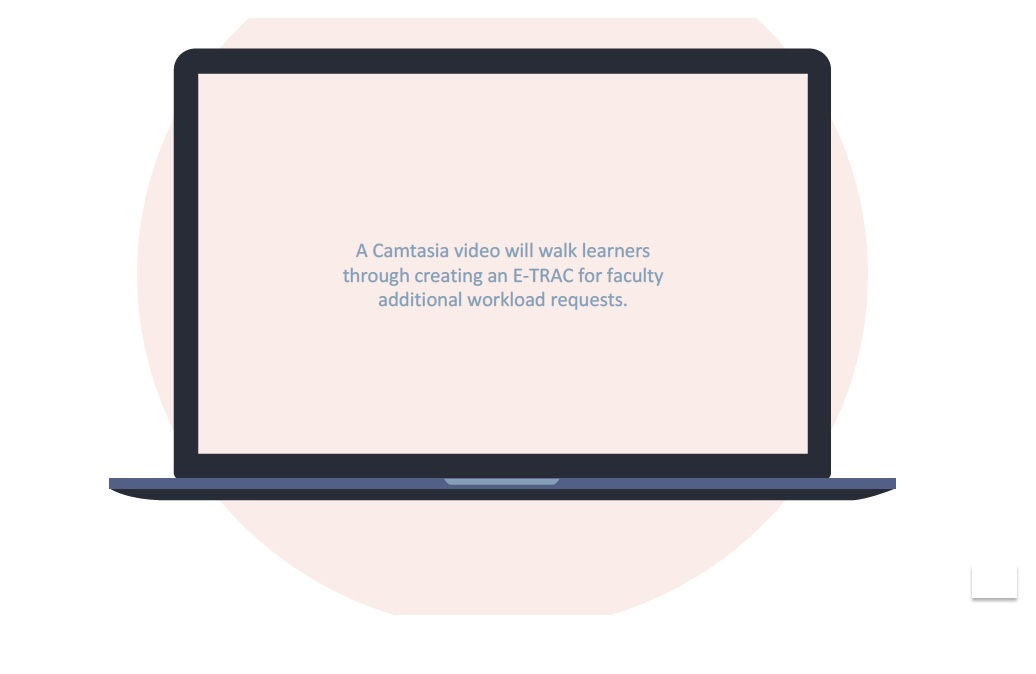 A Camtasia video will walk learners
through creating an E-TRAC for faculty
additional workload requests.